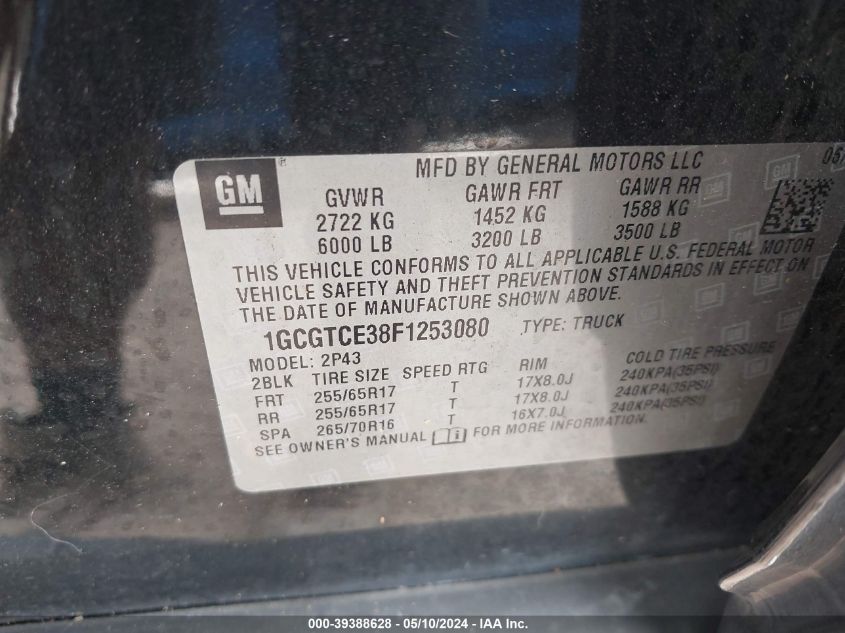 GM ® MFD BY GENERAL MOTORS LLC 05/
GVWR GAWR FRT GAWR RR
2722 KG 1452 KG 1588 KG
6000 LB 3200 LB 3500 LB
THIS VEHICLE CONFORMS TO ALL APPLICABLE U.S. FEDERAL MOTOR
VEHICLE SAFETY AND THEFT PREVENTION STANDARDS IN EFFECT ON
THE DATE OF MANUFACTURE SHOWN ABOVE.
1GCGTCE38F1253080 TYPE: TRUCK
MODEL: 2P43
2BLK TIRE SIZE SPEED RTG RIM COLD TIRE PRESSURE
FRT 255/65R17 T 17X8.0J 240KPA(35PSI)
RR 255/65R17 T 17X8.0J 240KPA(35PSI)
SPA 265/70R16 T 16X7.0J 240KPA(35PSI)
SEE OWNER'S MANUAL FOR MORE INFORMATION.
000-39388628 - 05/10/2024 - IAA Inc.